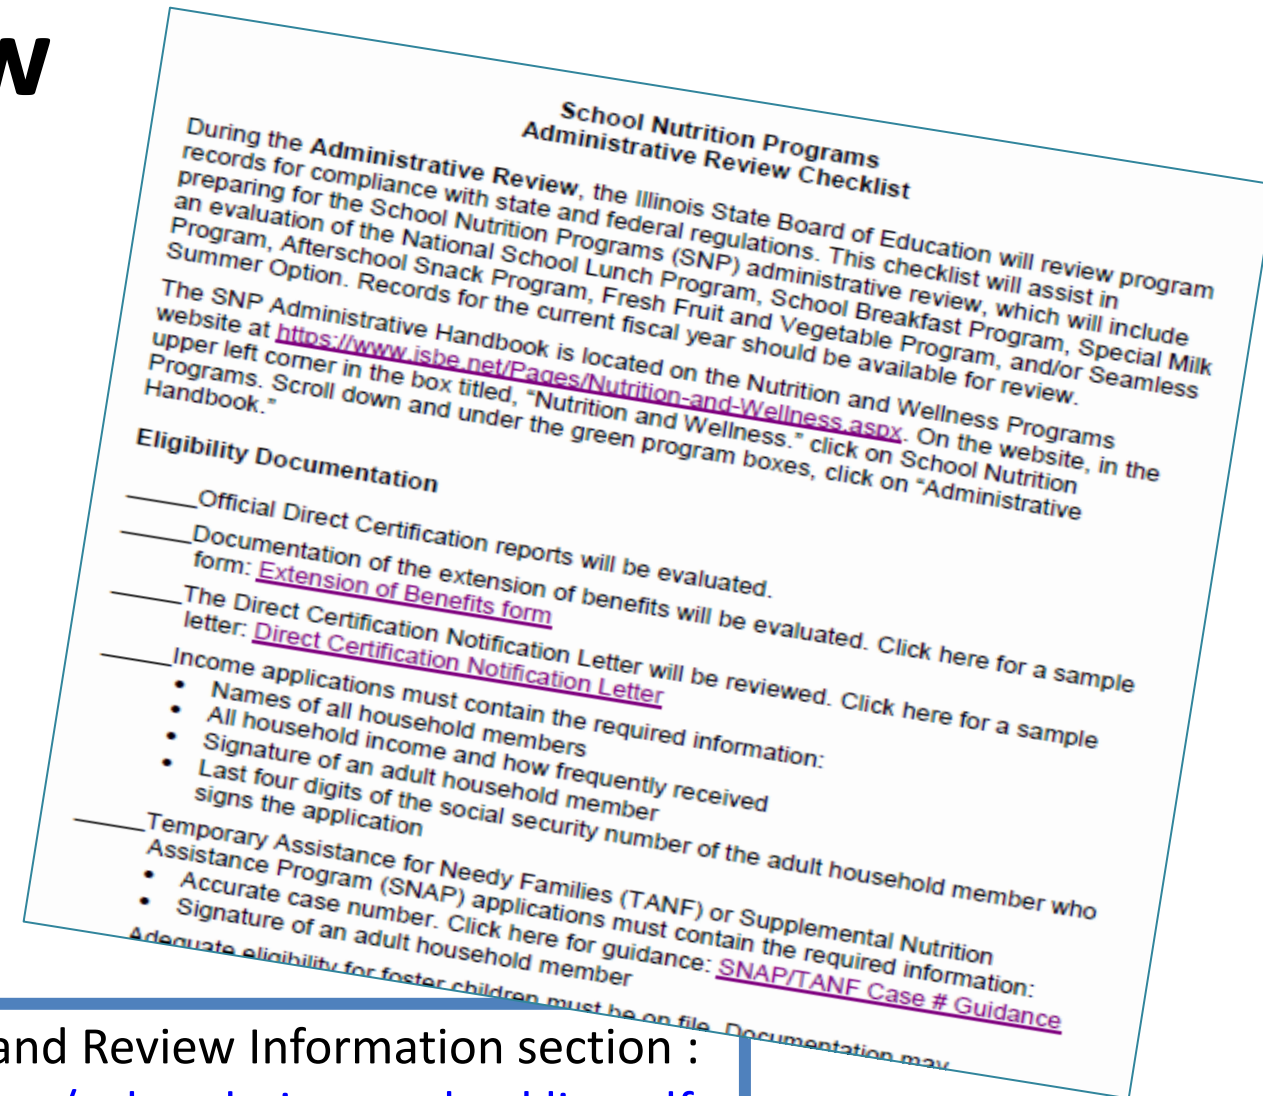 School Nutrition Programs
Administrative Review Checklist
During the Administrative Review, the Illinois State Board of Education will review program
records for compliance with state and federal regulations. This checklist will assist in
preparing for the School Nutrition Programs (SNP) administrative review, which will include
an evaluation of the National School Lunch Program, School Breakfast Program, Special Milk
Program, Afterschool Snack Program, Fresh Fruit and Vegetable Program, and/or Seamless
Summer Option. Records for the current fiscal year should be available for review.
The SNP Administrative Handbook is located on the Nutrition and Wellness Programs
website at https://www.isbe.net/Pages/Nutrition-and-Wellness.aspx. On the website, in the
upper left corner in the box titled, “Nutrition and Wellness.” click on School Nutrition
Programs. Scroll down and under the green program boxes, click on “Administrative
Handbook.”
Eligibility Documentation
_____Official Direct Certification reports will be evaluated.
_____Documentation of the extension of benefits will be evaluated. Click here for a sample
form: Extension of Benefits form
_____The Direct Certification Notification Letter will be reviewed. Click here for a sample
letter: Direct Certification Notification Letter
_____Income applications must contain the required information:
• Names of all household members
• All household income and how frequently received
• Signature of an adult household member
• Last four digits of the social security number of the adult household member who
signs the application
_____Temporary Assistance for Needy Families (TANF) or Supplemental Nutrition
Assistance Program (SNAP) applications must contain the required information:
• Accurate case number. Click here for guidance: SNAP/TANF Case # Guidance
• Signature of an adult household member
Adequate eligibility for foster children must be on file. Documentation may
and Review Information section :